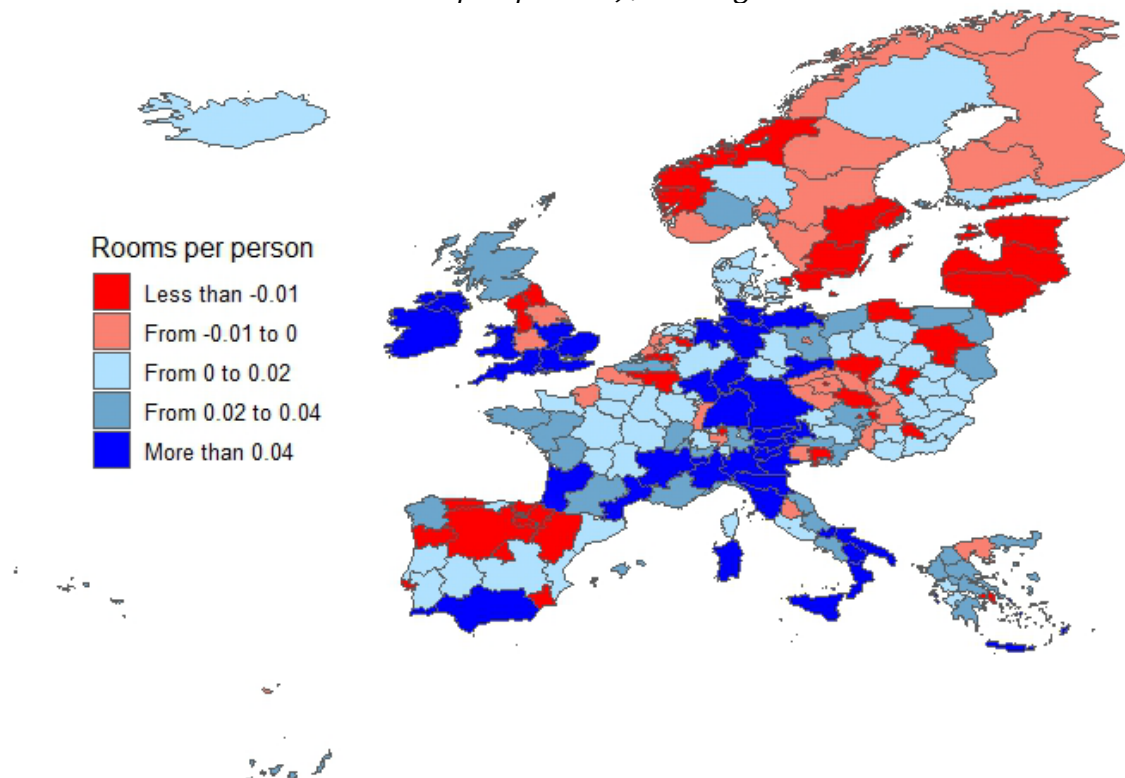 Rooms per person
Less than -0.01
From -0.01 to 0
From 0 to 0.02
From 0.02 to 0.04
More than 0.04